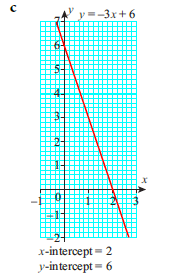 c
y = –3x + 6
y
7
6
5
4
3
2
1
x
–1 0 1 2 3
–1
–2
x-intercept = 2
y-intercept = 6